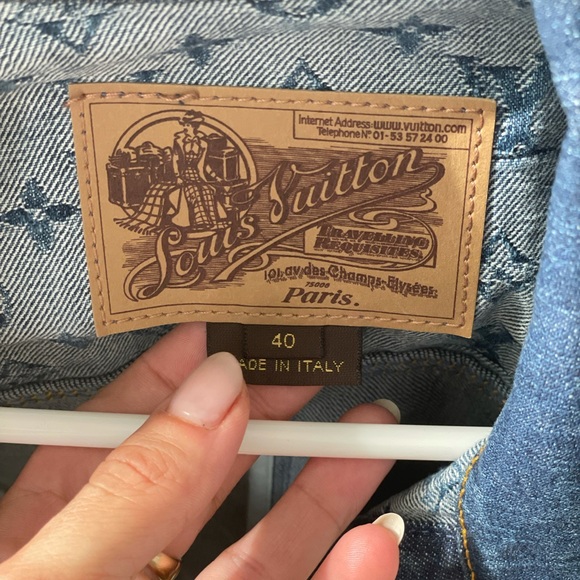 Internet Address:www.vuitton.com
Telephone Nº 01-53 57 24 00
Louis Vuitton
TRAVELLING
REQUISITES.
101, av. des Champs-Elysées
75008
Paris.
40
ADE IN ITALY